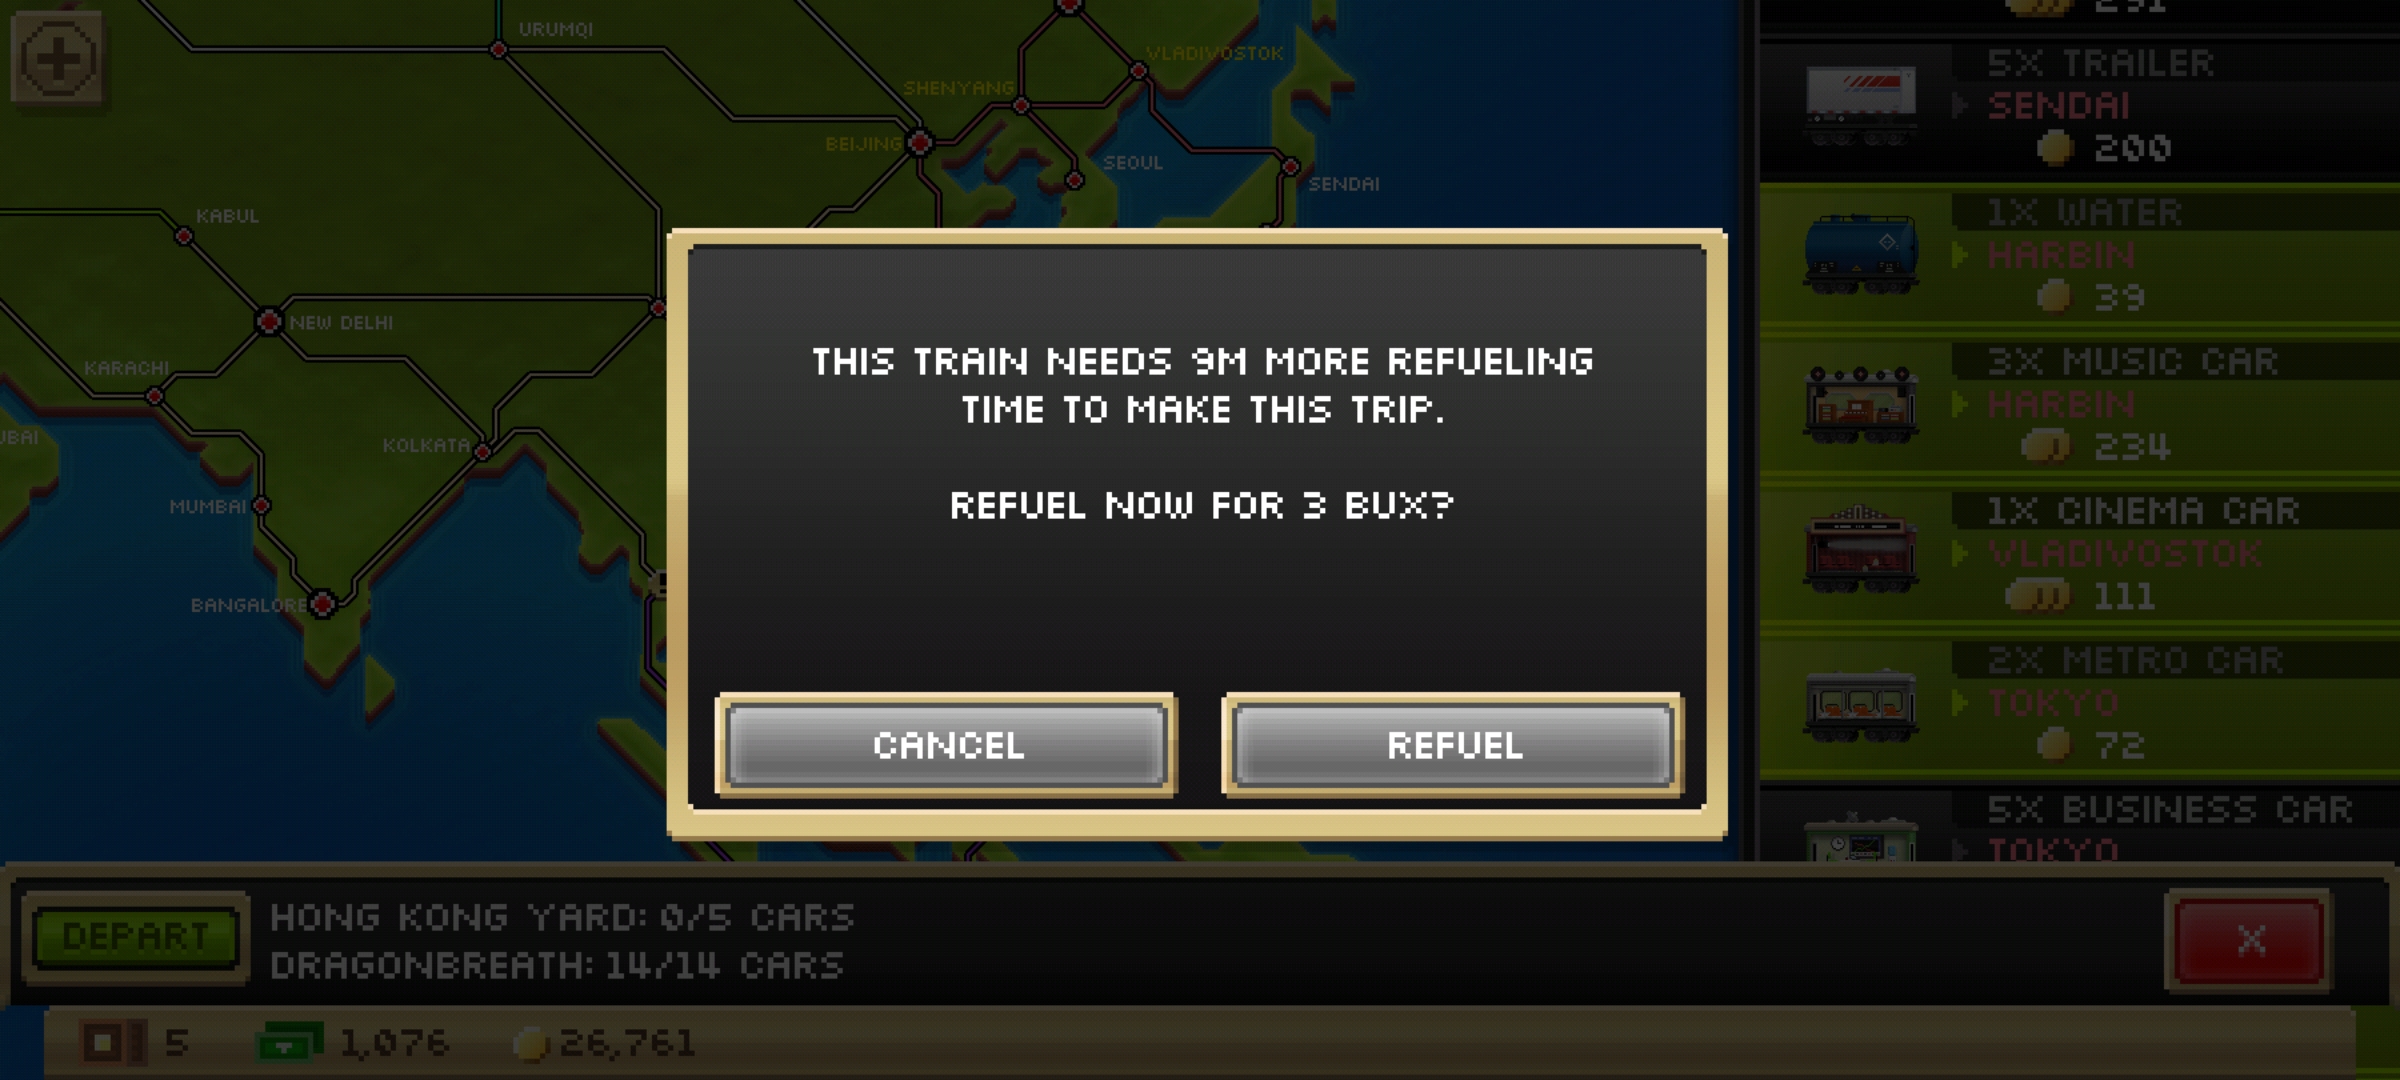 URUMQI
VLADIVOSTOK
SHENYANG
BEIJING
SEOUL
SENDAI
KABUL
NEW DELHI
KARACHI
KOLKATA
MUMBAI
BANGALORE
THIS TRAIN NEEDS 9M MORE REFUELING
TIME TO MAKE THIS TRIP.
REFUEL NOW FOR 3 BUX?
CANCEL
REFUEL
291
5X TRAILER
SENDAI
200
1X WATER
HARBIN
39
3X MUSIC CAR
HARBIN
234
1X CINEMA CAR
VLADIVOSTOK
111
2X METRO CAR
TOKYO
72
5X BUSINESS CAR
TOKYO
DEPART
HONG KONG YARD: 0/5 CARS
DRAGONBREATH: 14/14 CARS
X
5
1,076
26,761